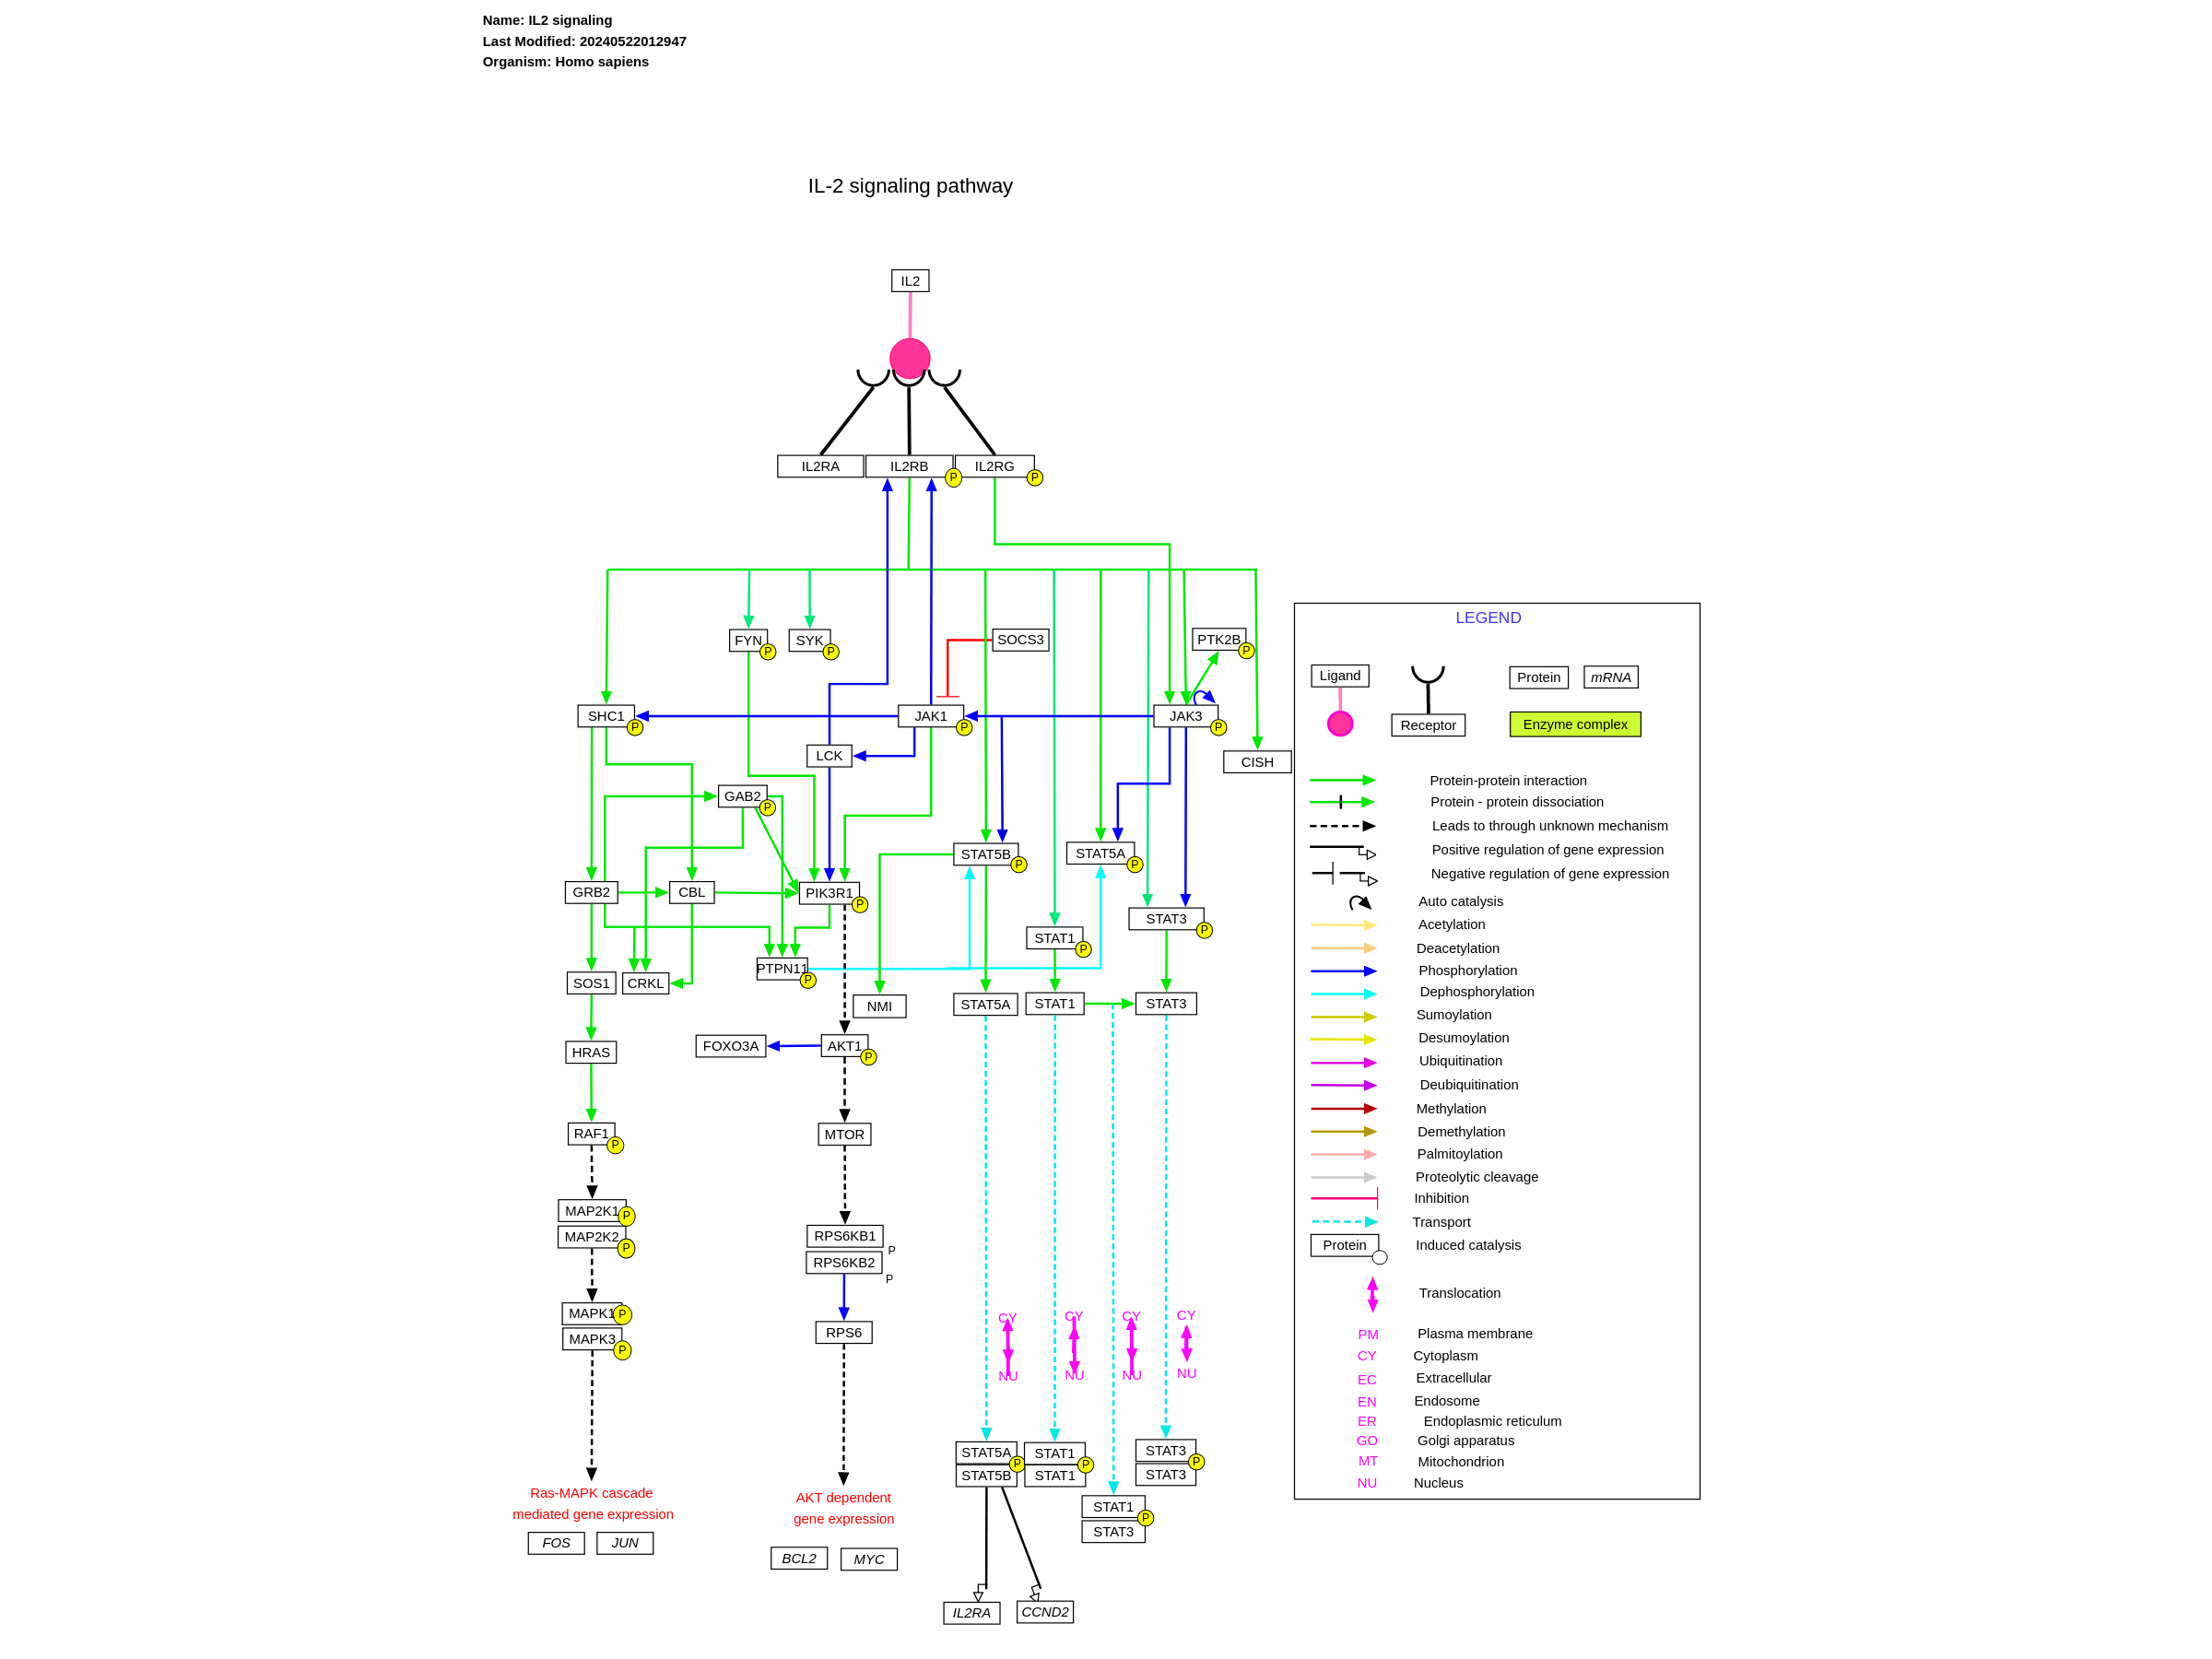 Name: IL2 signaling
Last Modified: 20240522012947
Organism: Homo sapiens
IL-2 signaling pathway
IL2
IL2RA
IL2RB
P
IL2RG
P
FYN
P
SYK
P
SOCS3
PTK2B
P
SHC1
P
JAK1
P
JAK3
P
LCK
CISH
GAB2
P
STAT5B
P
STAT5A
P
GRB2
CBL
PIK3R1
P
STAT3
P
STAT1
P
PTPN11
P
SOS1
CRKL
NMI
STAT5A
STAT1
STAT3
HRAS
FOXO3A
AKT1
P
RAF1
P
MTOR
MAP2K1
P
MAP2K2
P
RPS6KB1
P
RPS6KB2
P
MAPK1
P
MAPK3
P
RPS6
CY
CY
CY
CY
NU
NU
NU
NU
STAT5A
P
STAT5B
STAT1
P
STAT1
STAT3
P
STAT3
STAT1
P
STAT3
Ras-MAPK cascade
mediated gene expression
FOS
JUN
AKT dependent
gene expression
BCL2
MYC
IL2RA
CCND2
LEGEND
Ligand
Receptor
Protein
mRNA
Enzyme complex
Protein-protein interaction
Protein - protein dissociation
Leads to through unknown mechanism
Positive regulation of gene expression
Negative regulation of gene expression
Auto catalysis
Acetylation
Deacetylation
Phosphorylation
Dephosphorylation
Sumoylation
Desumoylation
Ubiquitination
Deubiquitination
Methylation
Demethylation
Palmitoylation
Proteolytic cleavage
Inhibition
Transport
Protein
Induced catalysis
Translocation
PM Plasma membrane
CY Cytoplasm
EC Extracellular
EN Endosome
ER Endoplasmic reticulum
GO Golgi apparatus
MT Mitochondrion
NU Nucleus